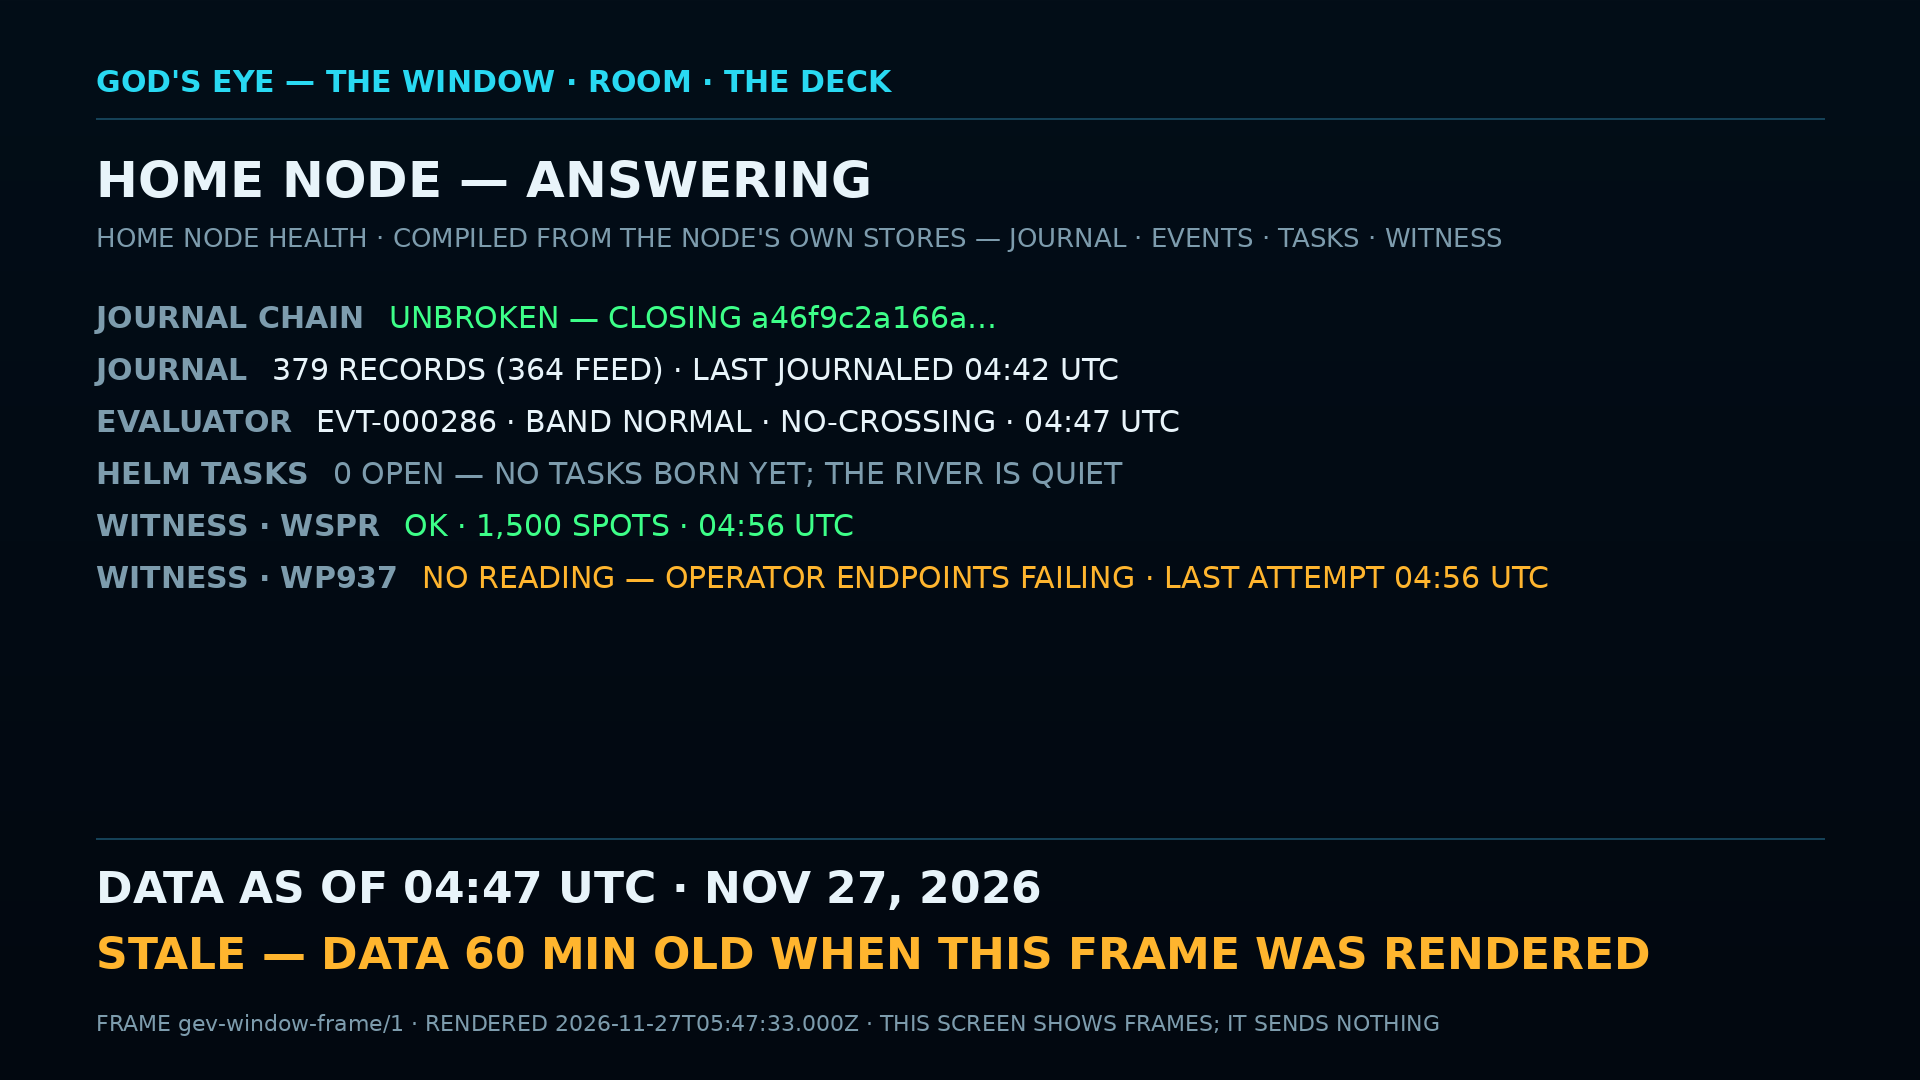 GOD'S EYE — THE WINDOW · ROOM · THE DECK
HOME NODE — ANSWERING
HOME NODE HEALTH · COMPILED FROM THE NODE'S OWN STORES — JOURNAL · EVENTS · TASKS · WITNESS
JOURNAL CHAIN UNBROKEN — CLOSING a46f9c2a166a…
JOURNAL 379 RECORDS (364 FEED) · LAST JOURNALED 04:42 UTC
EVALUATOR EVT-000286 · BAND NORMAL · NO-CROSSING · 04:47 UTC
HELM TASKS 0 OPEN — NO TASKS BORN YET; THE RIVER IS QUIET
WITNESS · WSPR OK · 1,500 SPOTS · 04:56 UTC
WITNESS · WP937 NO READING — OPERATOR ENDPOINTS FAILING · LAST ATTEMPT 04:56 UTC
DATA AS OF 04:47 UTC · NOV 27, 2026
STALE — DATA 60 MIN OLD WHEN THIS FRAME WAS RENDERED
FRAME gev-window-frame/1 · RENDERED 2026-11-27T05:47:33.000Z · THIS SCREEN SHOWS FRAMES; IT SENDS NOTHING